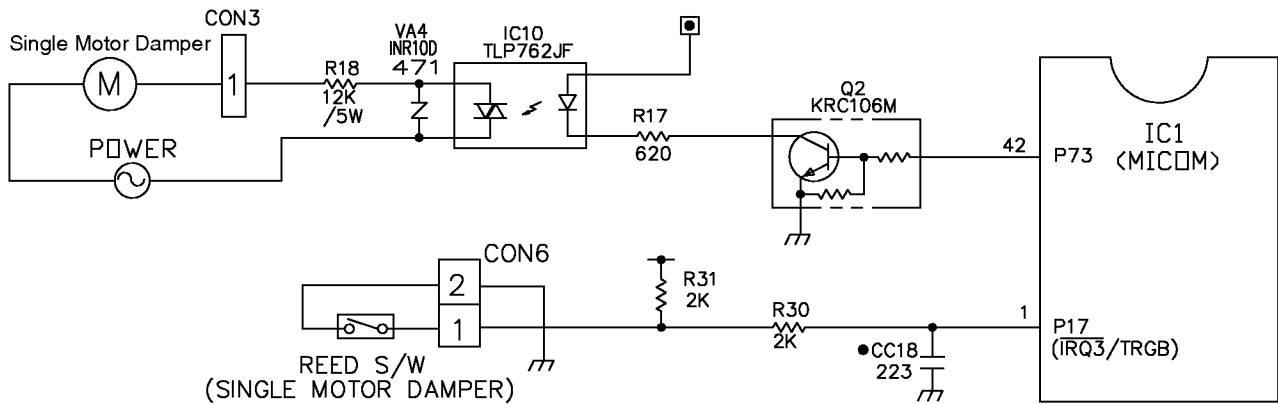 CON3
Single Motor Damper
M
1
R18
12K
/5W
VA4
INR10D
471
IC10
TLP762JF
R17
620
Q2
KRC106M
42
P73
IC1
(MICOM)
POWER
CON6
2
1
REED S/W
(SINGLE MOTOR DAMPER)
R31
2K
R30
2K
CC18
223
1
P17
(IRQ3/TRGB)